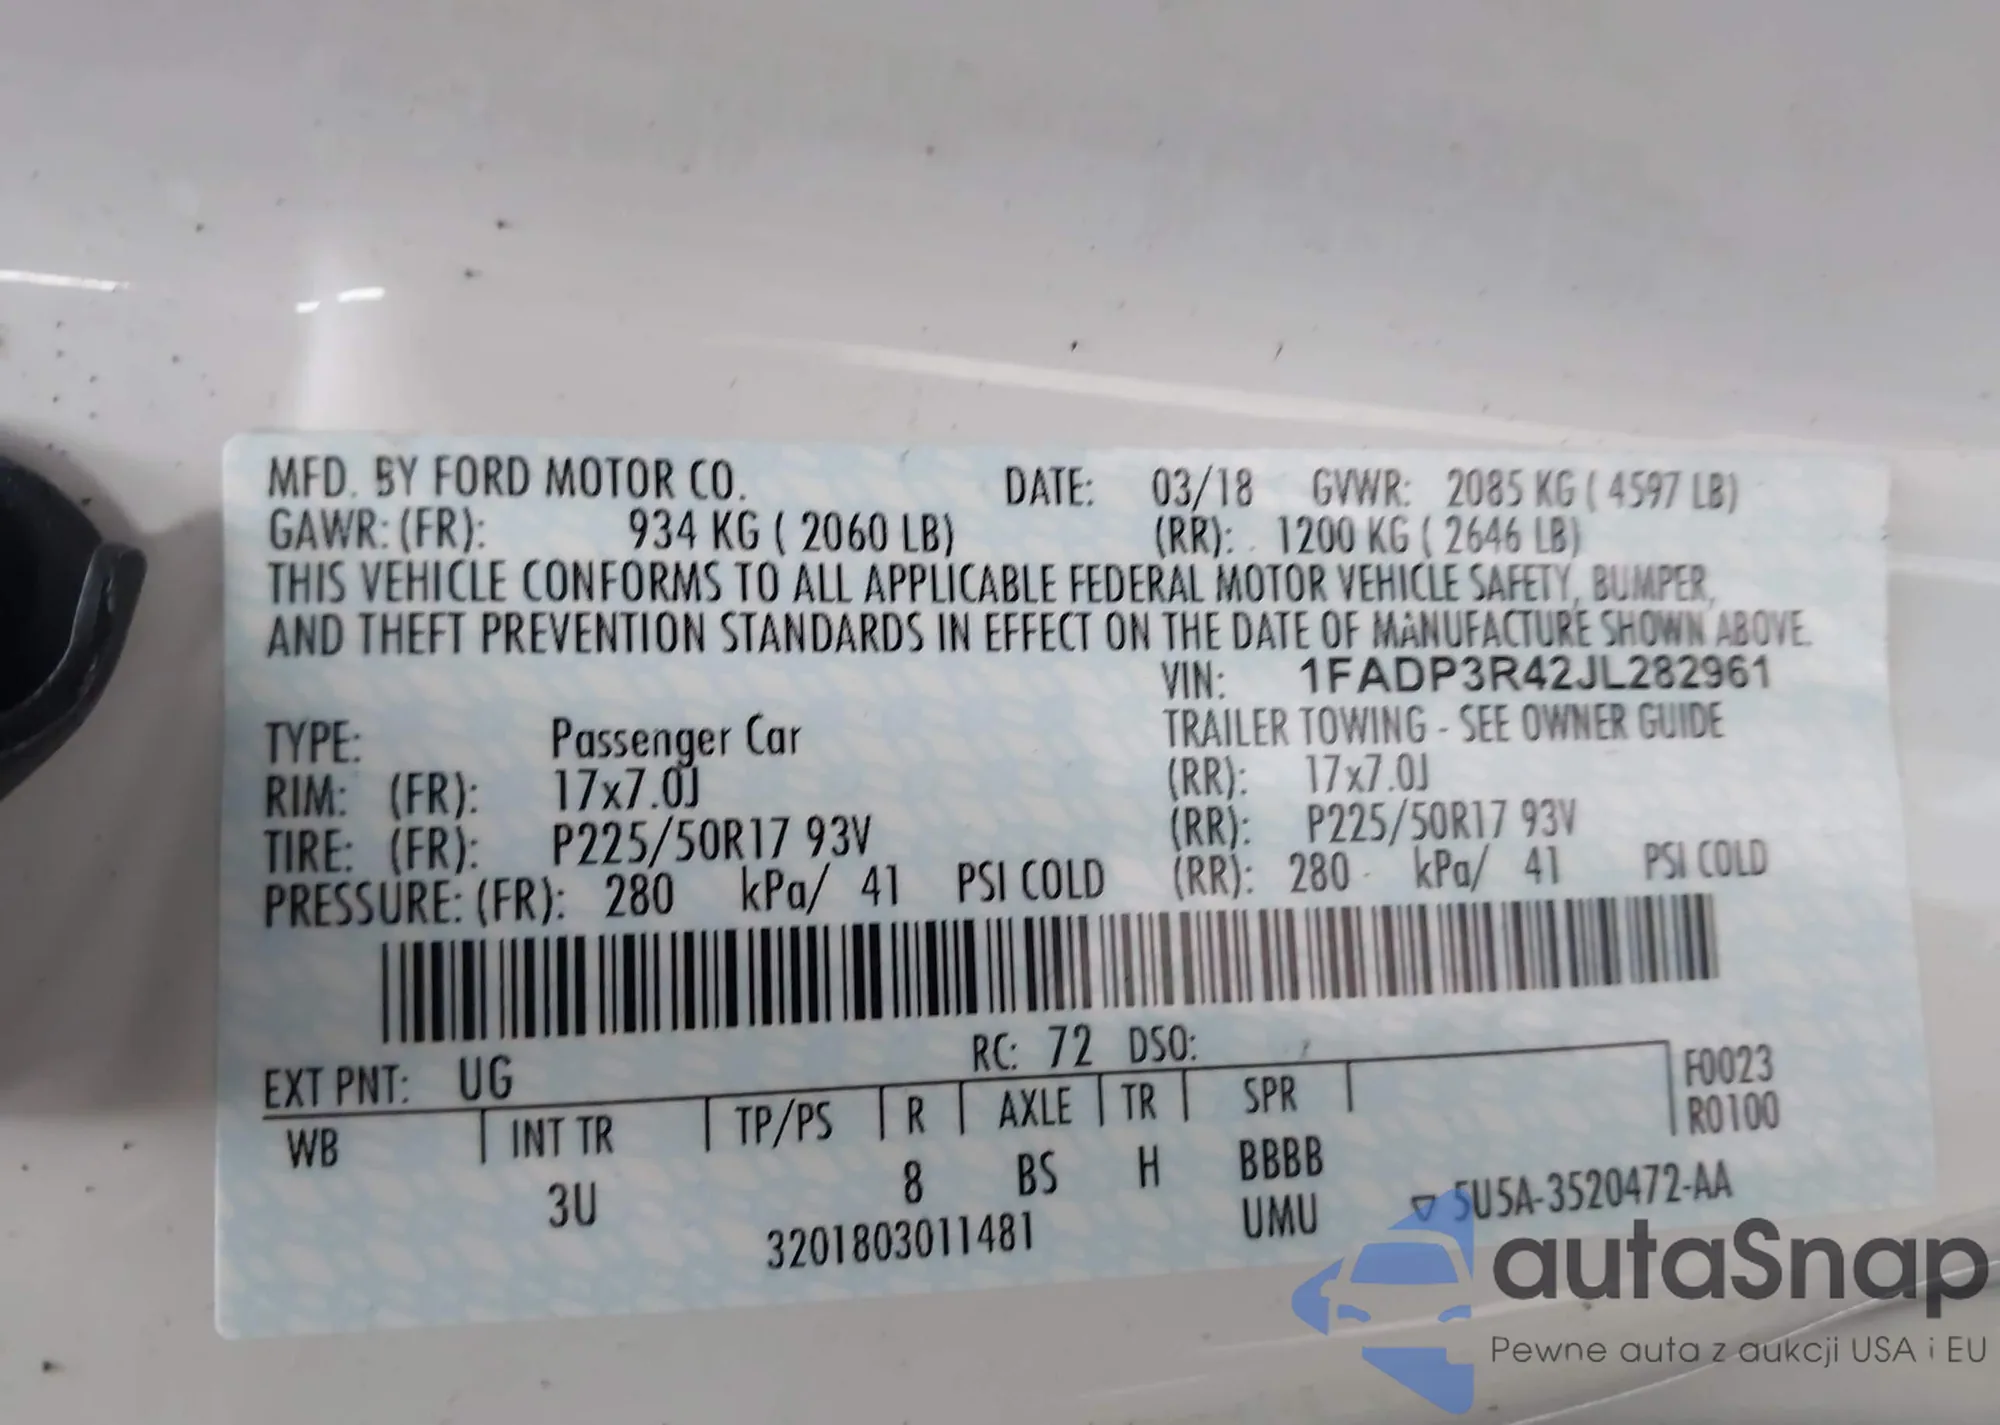 MFD. BY FORD MOTOR CO. DATE: 03/18 GVWR: 2085 KG ( 4597 LB)
GAWR: (FR): 934 KG ( 2060 LB) (RR): 1200 KG ( 2646 LB)
THIS VEHICLE CONFORMS TO ALL APPLICABLE FEDERAL MOTOR VEHICLE SAFETY, BUMPER,
AND THEFT PREVENTION STANDARDS IN EFFECT ON THE DATE OF MANUFACTURE SHOWN ABOVE.
VIN: 1FADP3R42JL282961
TYPE: Passenger Car TRAILER TOWING - SEE OWNER GUIDE
RIM: (FR): 17x7.0J (RR): 17x7.0J
TIRE: (FR): P225/50R17 93V (RR): P225/50R17 93V
PRESSURE: (FR): 280 kPa/ 41 PSI COLD (RR): 280 kPa/ 41 PSI COLD
EXT PNT: UG RC: 72 DSO: F0023
WB INT TR TP/PS R AXLE TR SPR R0100
3U 8 BS H BBBB
3201803011481 UMU ▽ 5U5A-3520472-AA
autaSnap
Pewne auta z aukcji USA i EU